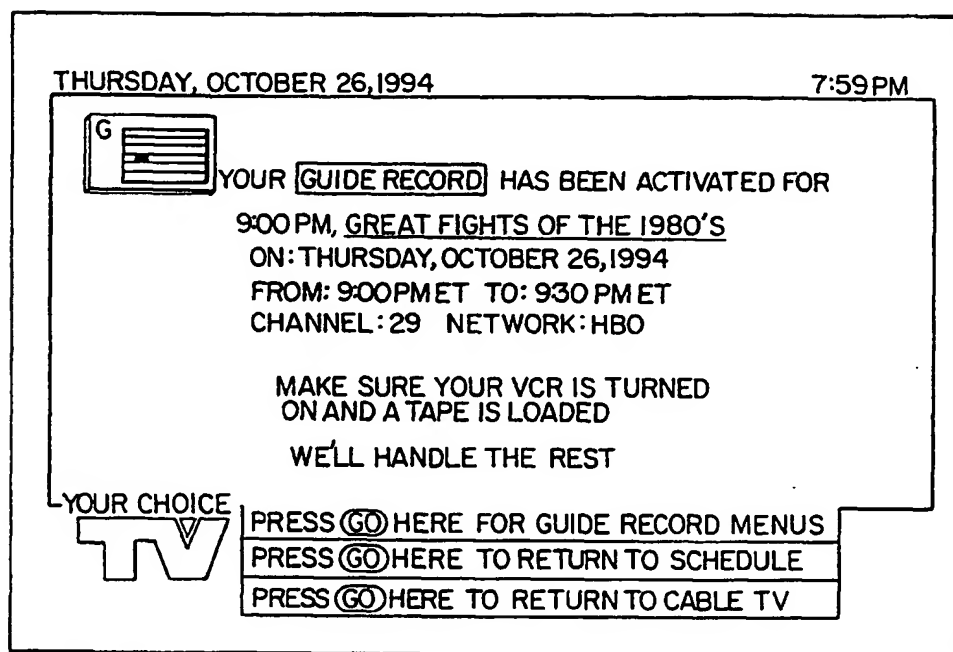 THURSDAY, OCTOBER 26,1994 7:59PM
G
YOUR GUIDE RECORD HAS BEEN ACTIVATED FOR
9:00 PM, GREAT FIGHTS OF THE 1980'S
ON: THURSDAY, OCTOBER 26,1994
FROM: 9:00PM ET TO: 930 PM ET
CHANNEL: 29 NETWORK: HBO
MAKE SURE YOUR VCR IS TURNED
ON AND A TAPE IS LOADED
WE'LL HANDLE THE REST
YOUR CHOICE
TV
PRESS GO HERE FOR GUIDE RECORD MENUS
PRESS GO HERE TO RETURN TO SCHEDULE
PRESS GO HERE TO RETURN TO CABLE TV